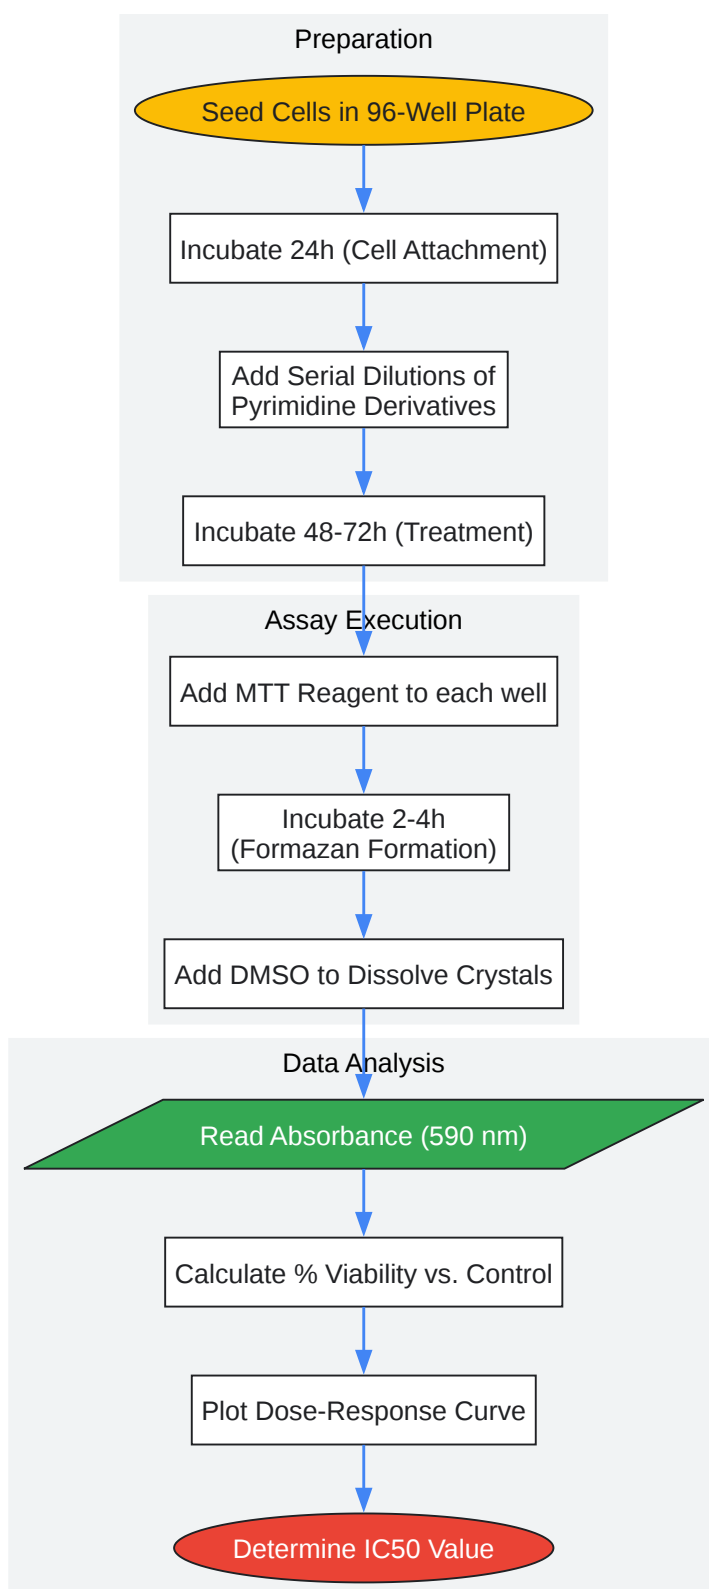 Preparation
Seed Cells in 96-Well Plate
Incubate 24h (Cell Attachment)
Add Serial Dilutions of
Pyrimidine Derivatives
Incubate 48-72h (Treatment)
Assay Execution
Add MTT Reagent to each well
Incubate 2-4h
(Formazan Formation)
Add DMSO to Dissolve Crystals
Data Analysis
Read Absorbance (590 nm)
Calculate % Viability vs. Control
Plot Dose-Response Curve
Determine IC50 Value